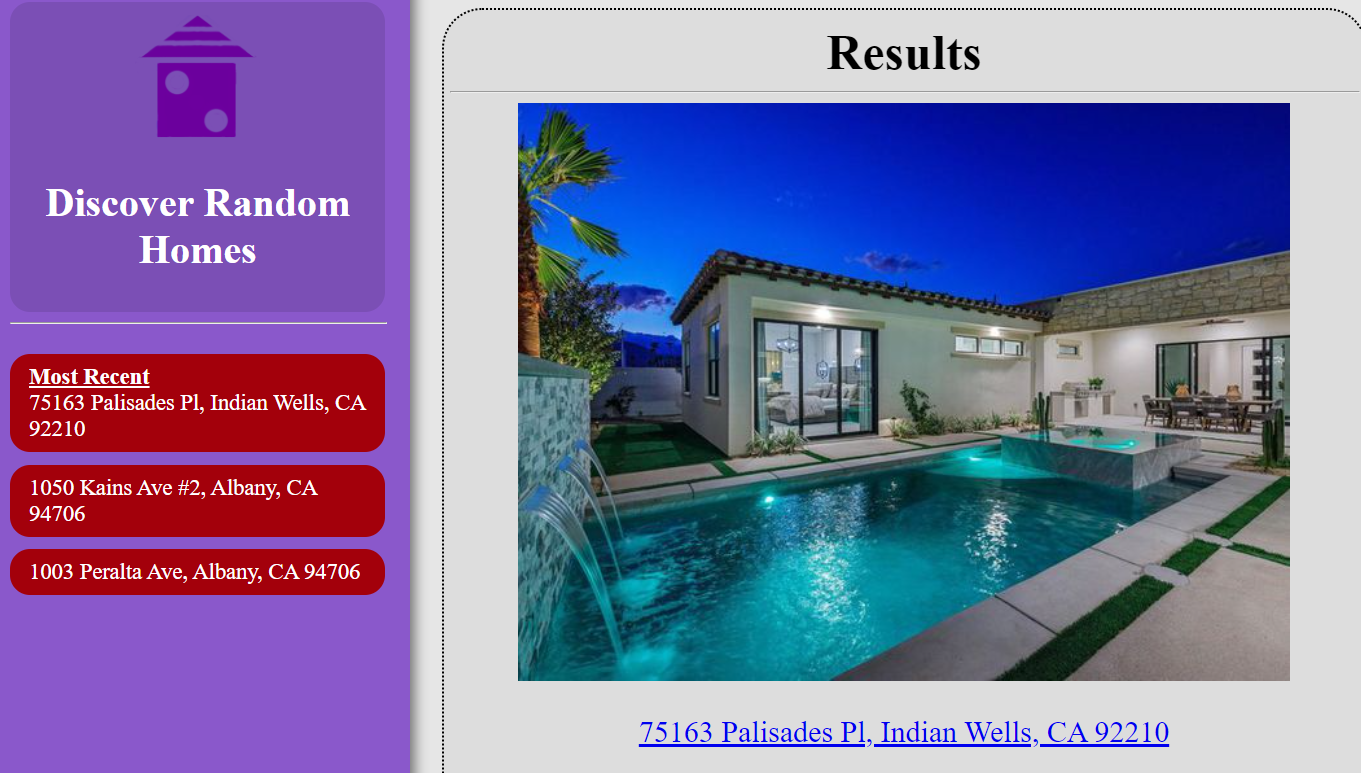 Discover Random
Homes
Most Recent
75163 Palisades Pl, Indian Wells, CA
92210
1050 Kains Ave #2, Albany, CA
94706
1003 Peralta Ave, Albany, CA 94706
Results
75163 Palisades Pl, Indian Wells, CA 92210